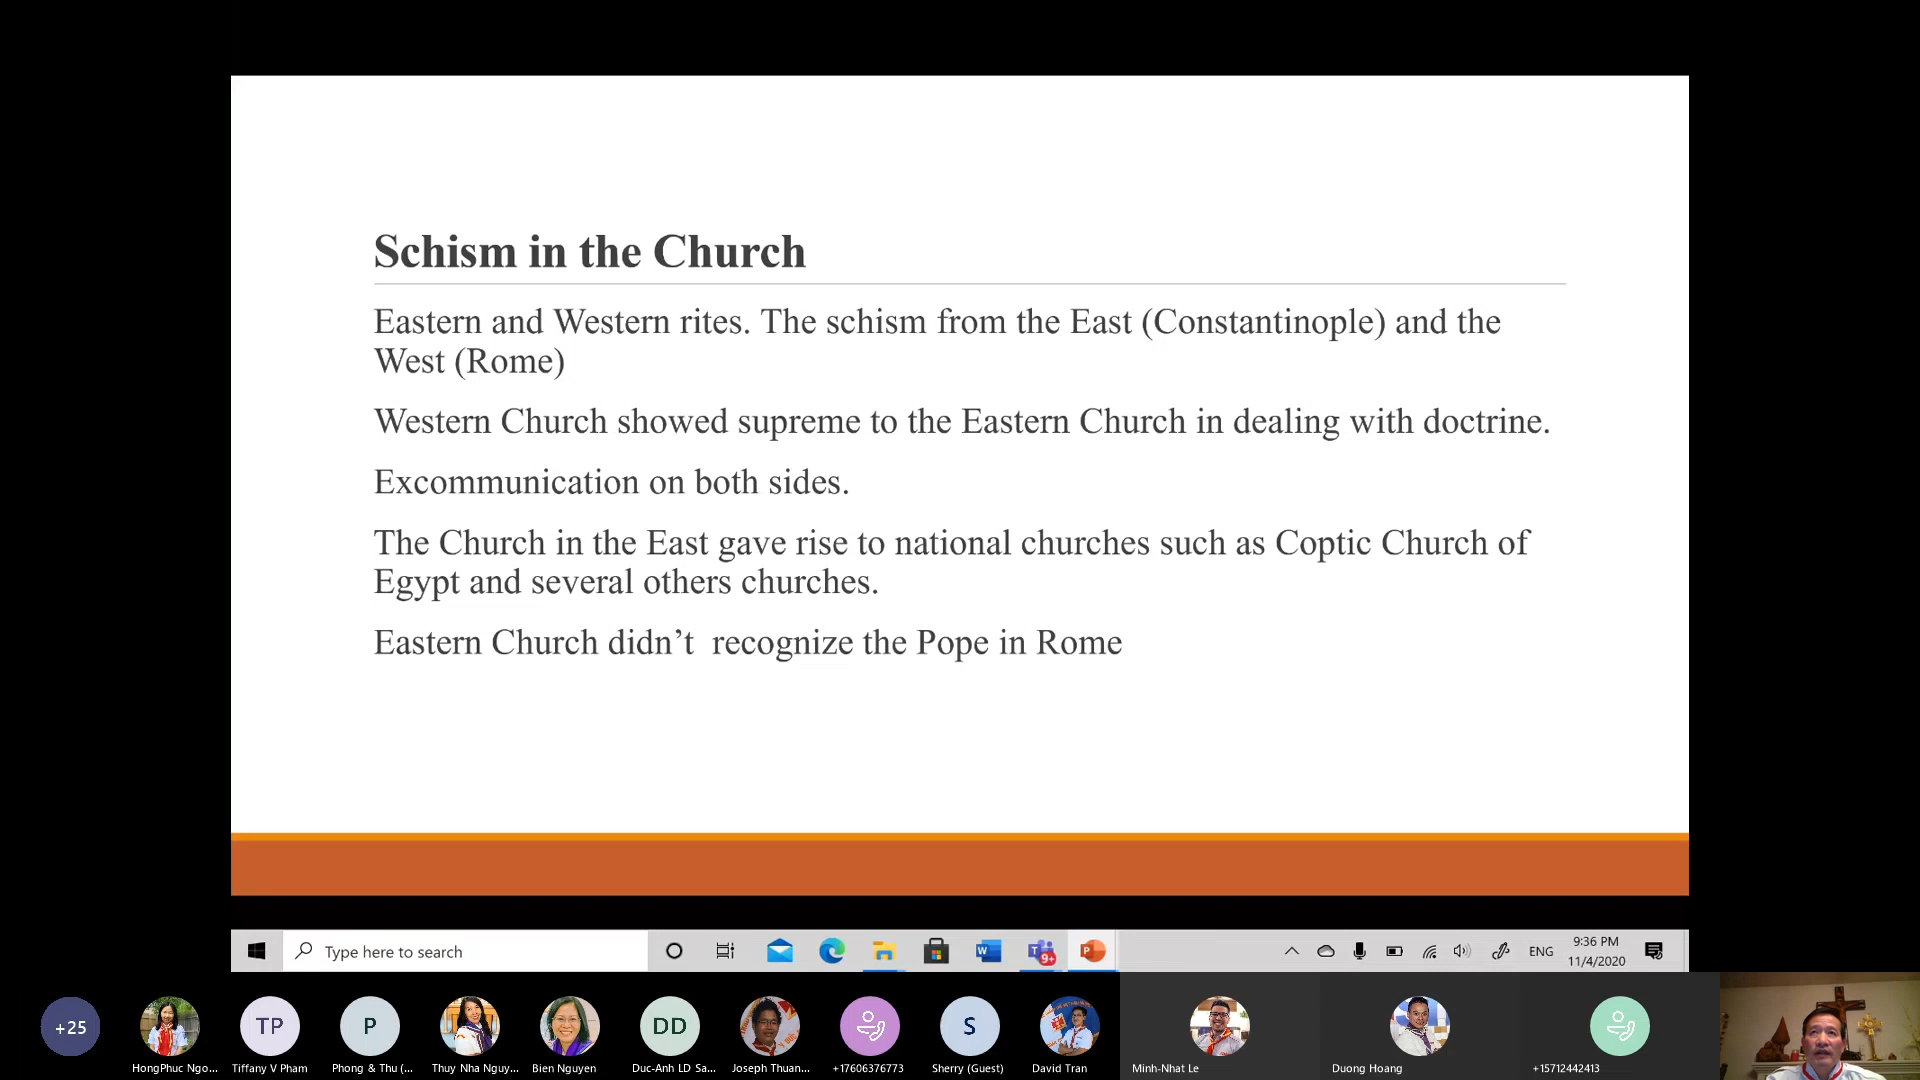 Schism in the Church
Eastern and Western rites. The schism from the East (Constantinople) and the
West (Rome)
Western Church showed supreme to the Eastern Church in dealing with doctrine.
Excommunication on both sides.
The Church in the East gave rise to national churches such as Coptic Church of
Egypt and several others churches.
Eastern Church didn’t  recognize the Pope in Rome
Type here to search
W
T
9+
P
ENG
9:36 PM
11/4/2020
+25
TP
P
DD
S
HongPhuc Ngo...
Tiffany V Pham
Phong & Thu (...
Thuy Nha Nguy...
Bien Nguyen
Duc-Anh LD Sa...
Joseph Thuan...
+17606376773
Sherry (Guest)
David Tran
Minh-Nhat Le
Duong Hoang
+15712442413